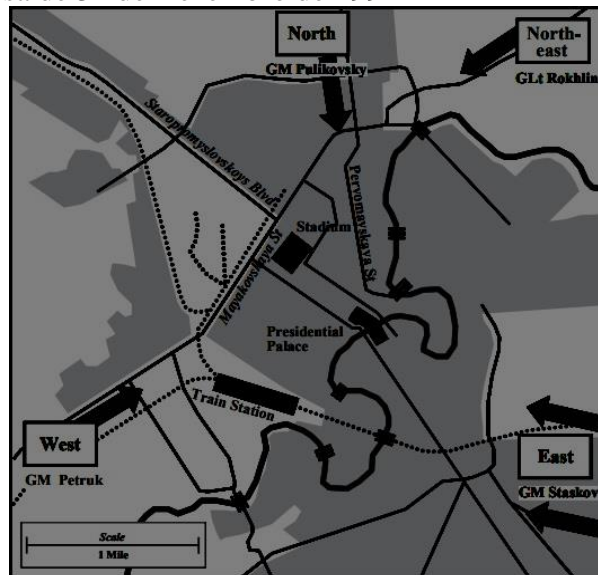 North
GM Pulikovsky
North-
east
GLt Rokhlin
Staropromyslovskoys Blvd
Pervomayskaya St
Stadium
Mayakovskaya St
Presidential
Palace
Train Station
West
GM Petruk
East
GM Staskov
Scale
1 Mile